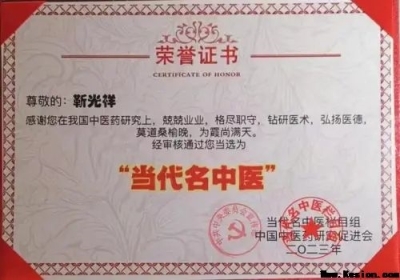 荣誉证书
CERTIFICATE OF HONOR
尊敬的：靳光祥
感谢您在我国中医药研究上，兢兢业业，格尽职守，钻研医术，弘扬医德，
莫道桑榆晚，为霞尚满天。
经审核通过您当选为
“当代名中医”
当代名中医栏目组
中国中医药研究促进会
二〇二三年
Www.Kesion.com